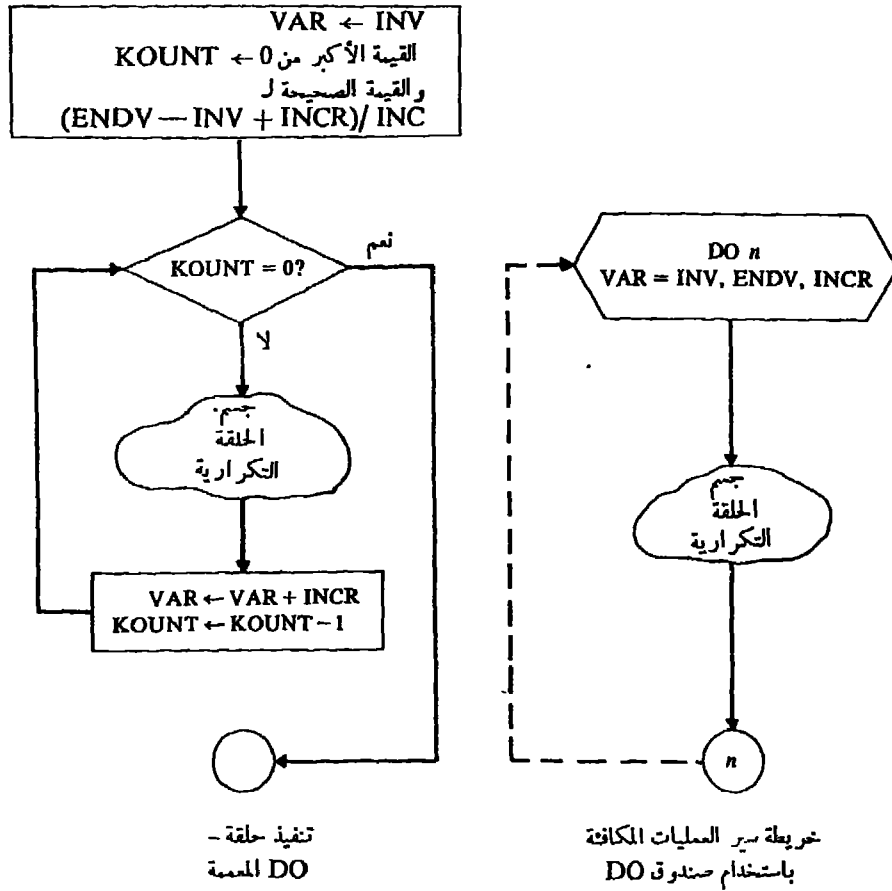 VAR ← INV
KOUNT ← 0 القيمة الأكبر من
و القيمة الصحيحة لـ
(ENDV — INV + INCR)/ INC
KOUNT = 0?
نعم
لا
جسم
الحلقة
التكرارية
VAR ← VAR + INCR
KOUNT ← KOUNT − 1
تنفيذ حلقة –
DO المعممة
DO n
VAR = INV, ENDV, INCR
جسم
الحلقة
التكرارية
n
خريطة سير العمليات المكافئة
باستخدام صندوق DO